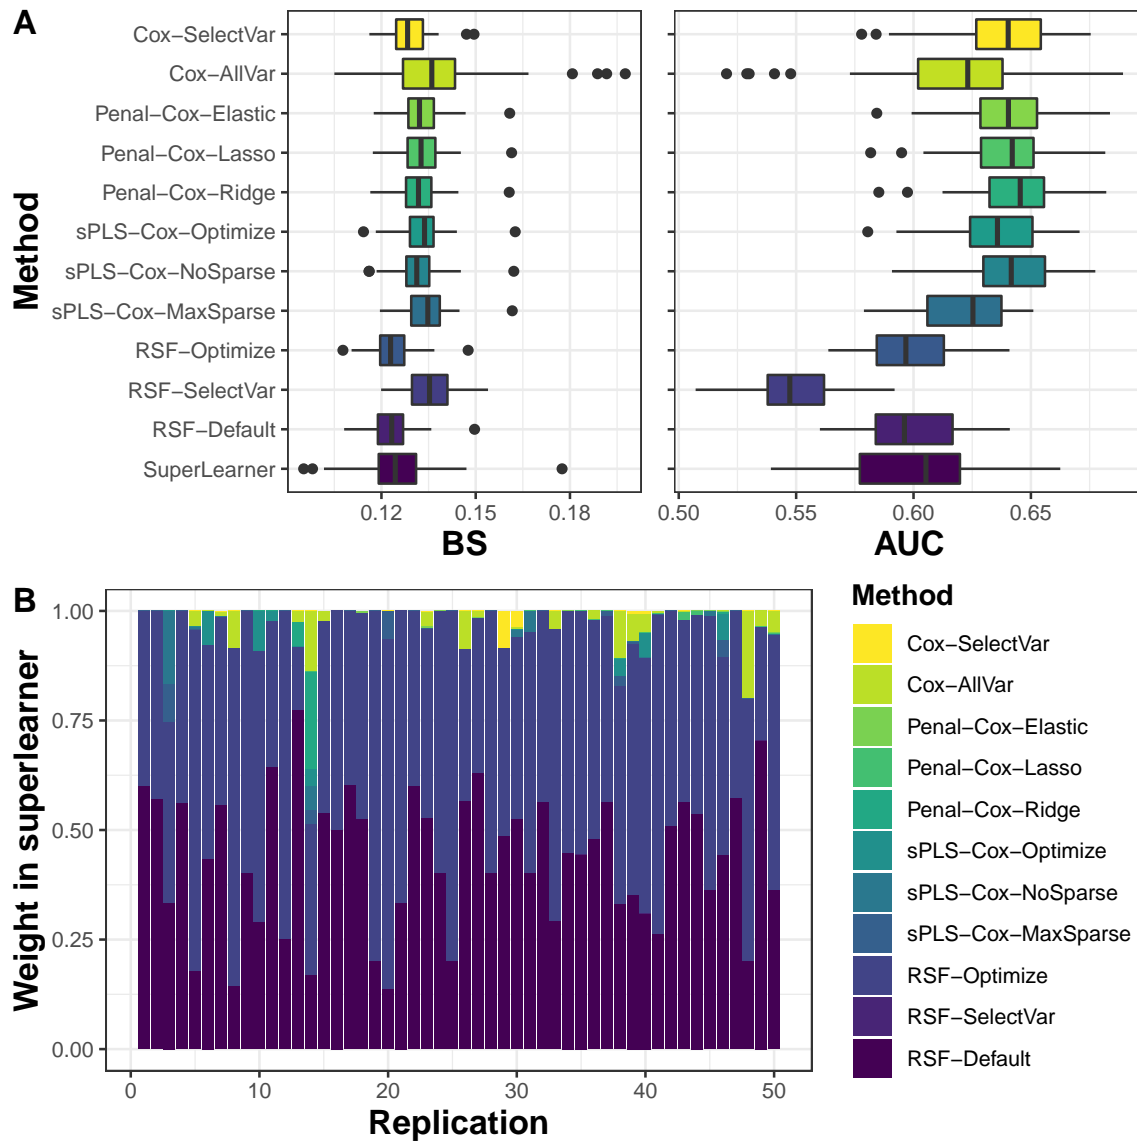 A
Method
Cox−SelectVar
Cox−AllVar
Penal−Cox−Elastic
Penal−Cox−Lasso
Penal−Cox−Ridge
sPLS−Cox−Optimize
sPLS−Cox−NoSparse
sPLS−Cox−MaxSparse
RSF−Optimize
RSF−SelectVar
RSF−Default
SuperLearner
0.12 0.15 0.18
BS
0.50 0.55 0.60 0.65
AUC
B
Weight in superlearner
1.00
0.75
0.50
0.25
0.00
0 10 20 30 40 50
Replication
Method
Cox−SelectVar
Cox−AllVar
Penal−Cox−Elastic
Penal−Cox−Lasso
Penal−Cox−Ridge
sPLS−Cox−Optimize
sPLS−Cox−NoSparse
sPLS−Cox−MaxSparse
RSF−Optimize
RSF−SelectVar
RSF−Default